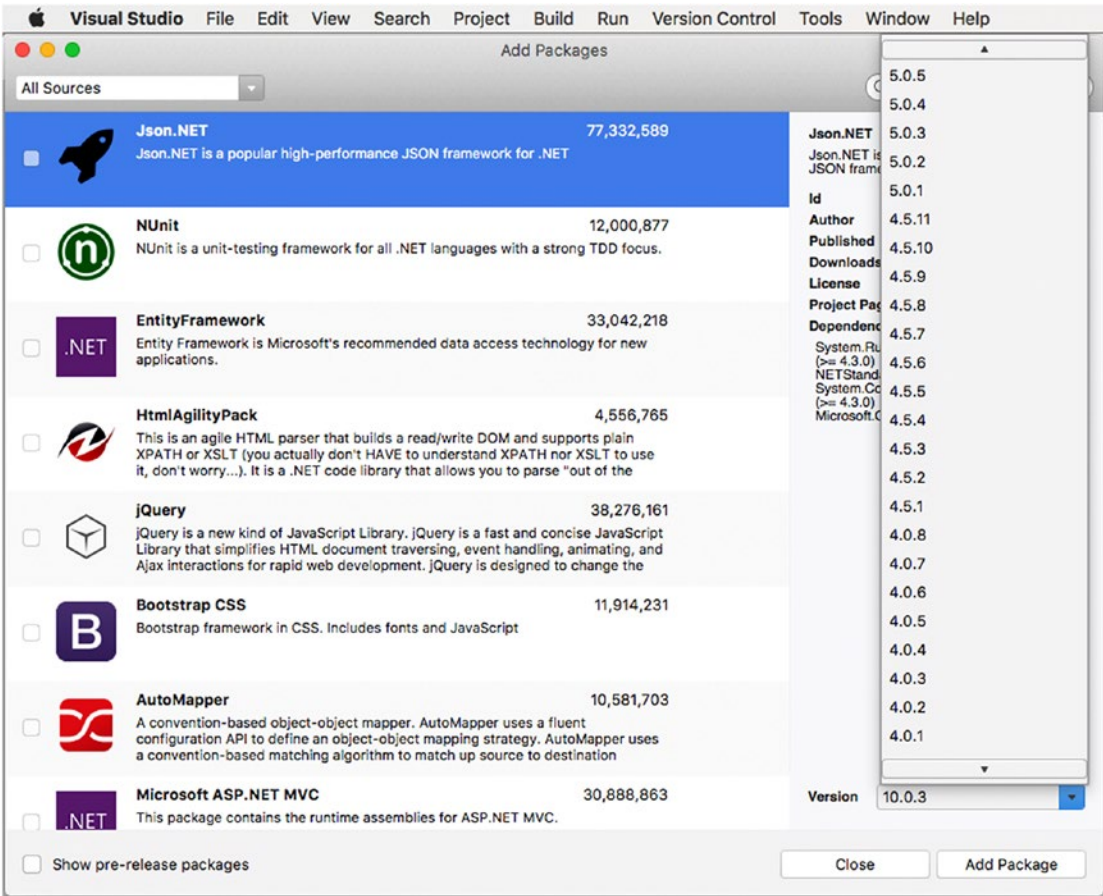 Visual Studio File Edit View Search Project Build Run Version Control Tools Window Help
Add Packages
All Sources
Json.NET 77,332,589
Json.NET is a popular high-performance JSON framework for .NET
NUnit 12,000,877
NUnit is a unit-testing framework for all .NET languages with a strong TDD focus.
.NET
EntityFramework 33,042,218
Entity Framework is Microsoft's recommended data access technology for new
applications.
HtmlAgilityPack 4,556,765
This is an agile HTML parser that builds a read/write DOM and supports plain
XPATH or XSLT (you actually don't HAVE to understand XPATH nor XSLT to use
it, don't worry...). It is a .NET code library that allows you to parse "out of the
jQuery 38,276,161
jQuery is a new kind of JavaScript Library. jQuery is a fast and concise JavaScript
Library that simplifies HTML document traversing, event handling, animating, and
Ajax interactions for rapid web development. jQuery is designed to change the
B
Bootstrap CSS 11,914,231
Bootstrap framework in CSS. Includes fonts and JavaScript
AutoMapper 10,581,703
A convention-based object-object mapper. AutoMapper uses a fluent
configuration API to define an object-object mapping strategy. AutoMapper uses
a convention-based matching algorithm to match up source to destination
.NET
Microsoft ASP.NET MVC 30,888,863
This package contains the runtime assemblies for ASP.NET MVC.
Json.NET
Json.NET is
JSON
Id
Author
Published
Downloads
License
Project
(>= 4.3.0)
(>= 4.3.0)
5.0.5
5.0.4
5.0.3
5.0.2
5.0.1
4.5.11
4.5.10
4.5.9
4.5.8
4.5.7
4.5.6
4.5.5
4.5.4
4.5.3
4.5.2
4.5.1
4.0.8
4.0.7
4.0.6
4.0.5
4.0.4
4.0.3
4.0.2
4.0.1
Version 10.0.3
Show pre-release packages
Close Add Package